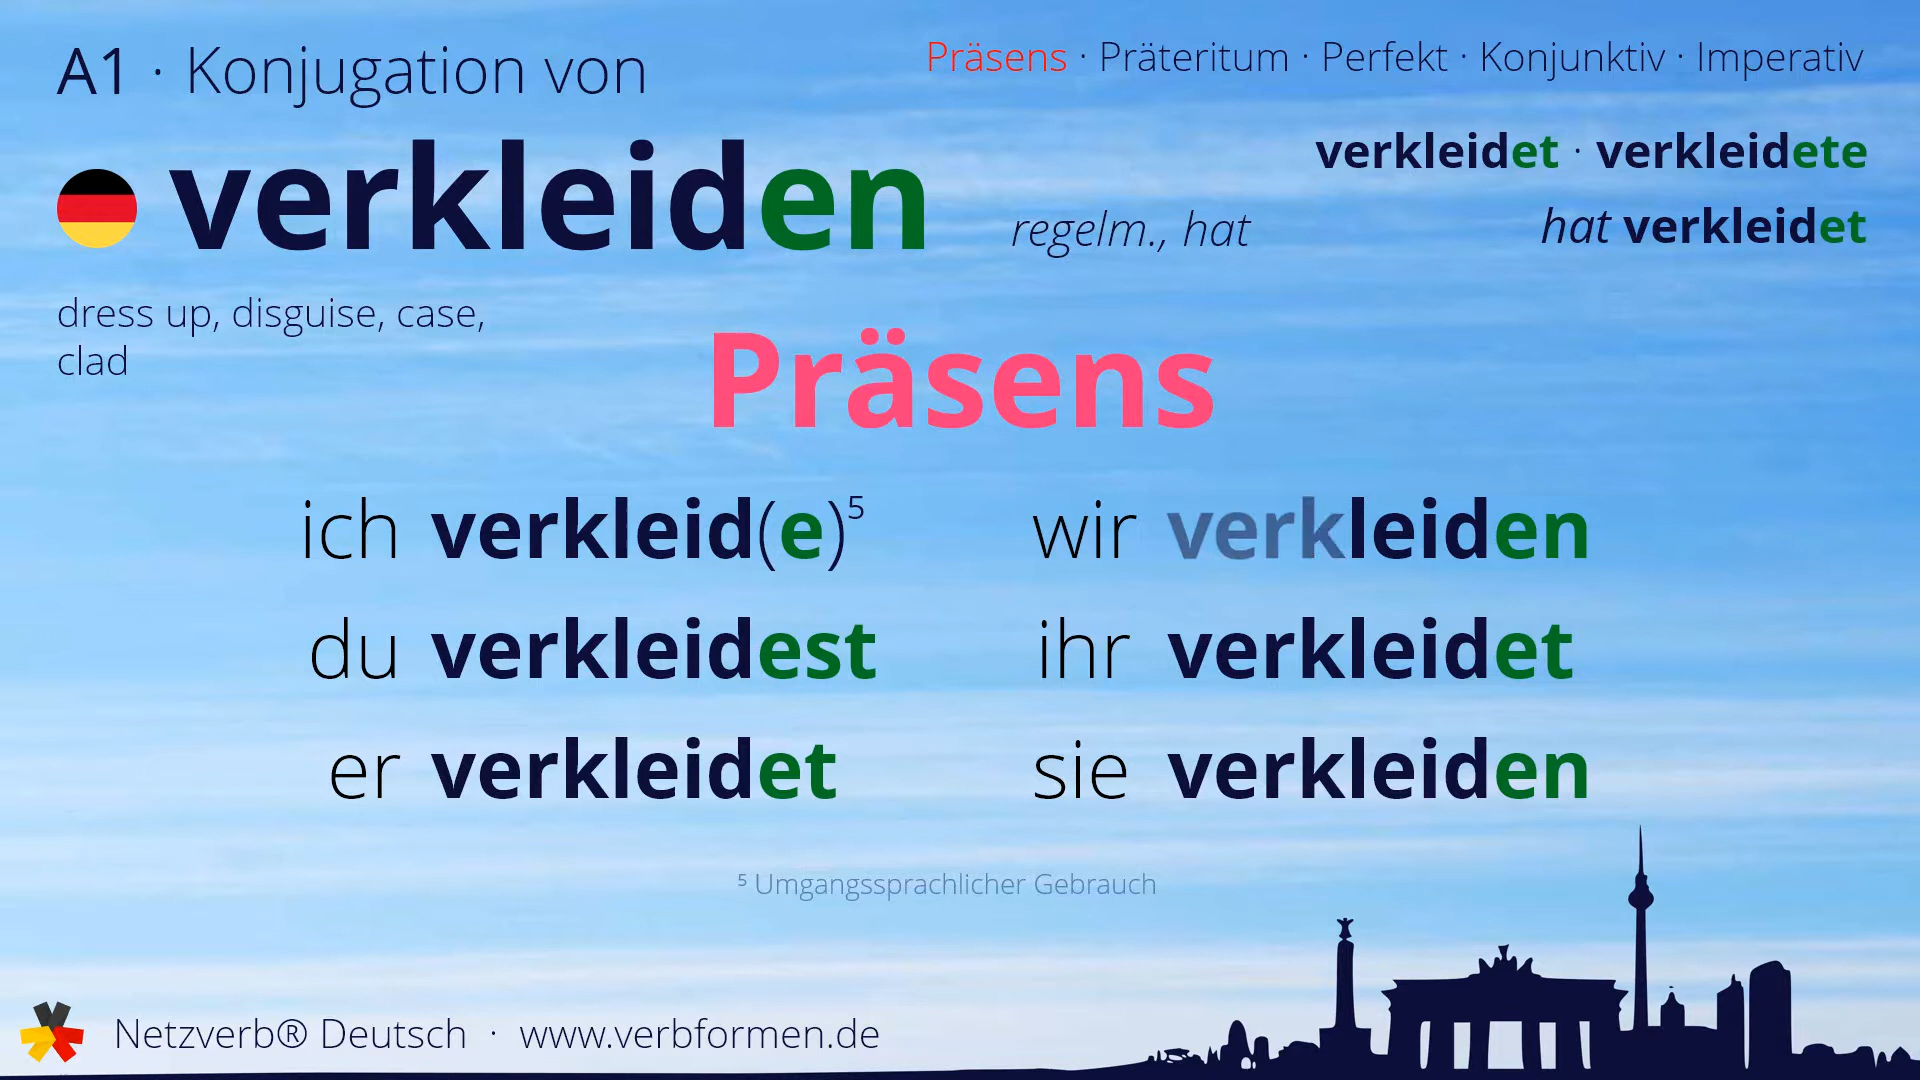 A1 · Konjugation von
Präsens · Präteritum · Perfekt · Konjunktiv · Imperativ
verkleiden
regelm., hat
verkleidet · verkleidete
hat verkleidet
dress up, disguise, case,
clad
Präsens
ich verkleid(e)⁵
du verkleidest
er verkleidet
wir verkleiden
ihr verkleidet
sie verkleiden
⁵ Umgangssprachlicher Gebrauch
Netzverb® Deutsch · www.verbformen.de